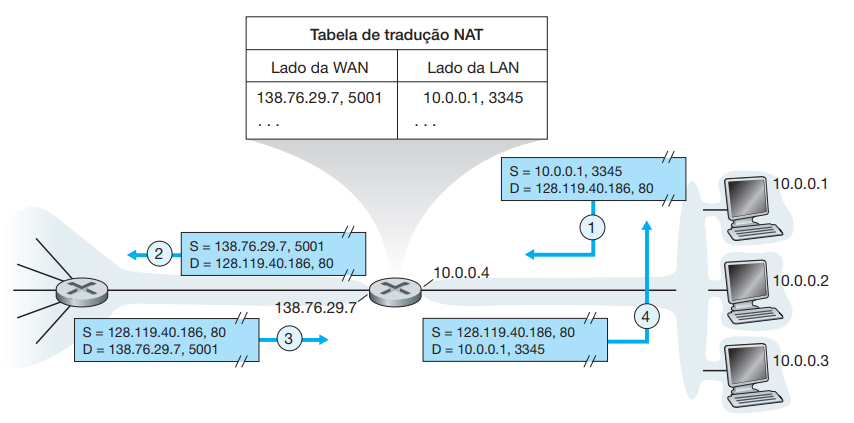 Tabela de tradução NAT
Lado da WAN
Lado da LAN
138.76.29.7, 5001
10.0.0.1, 3345
. . .
. . .
S = 10.0.0.1, 3345
D = 128.119.40.186, 80
1
10.0.0.1
2
S = 138.76.29.7, 5001
D = 128.119.40.186, 80
10.0.0.4
10.0.0.2
138.76.29.7
S = 128.119.40.186, 80
D = 138.76.29.7, 5001
3
S = 128.119.40.186, 80
D = 10.0.0.1, 3345
4
10.0.0.3